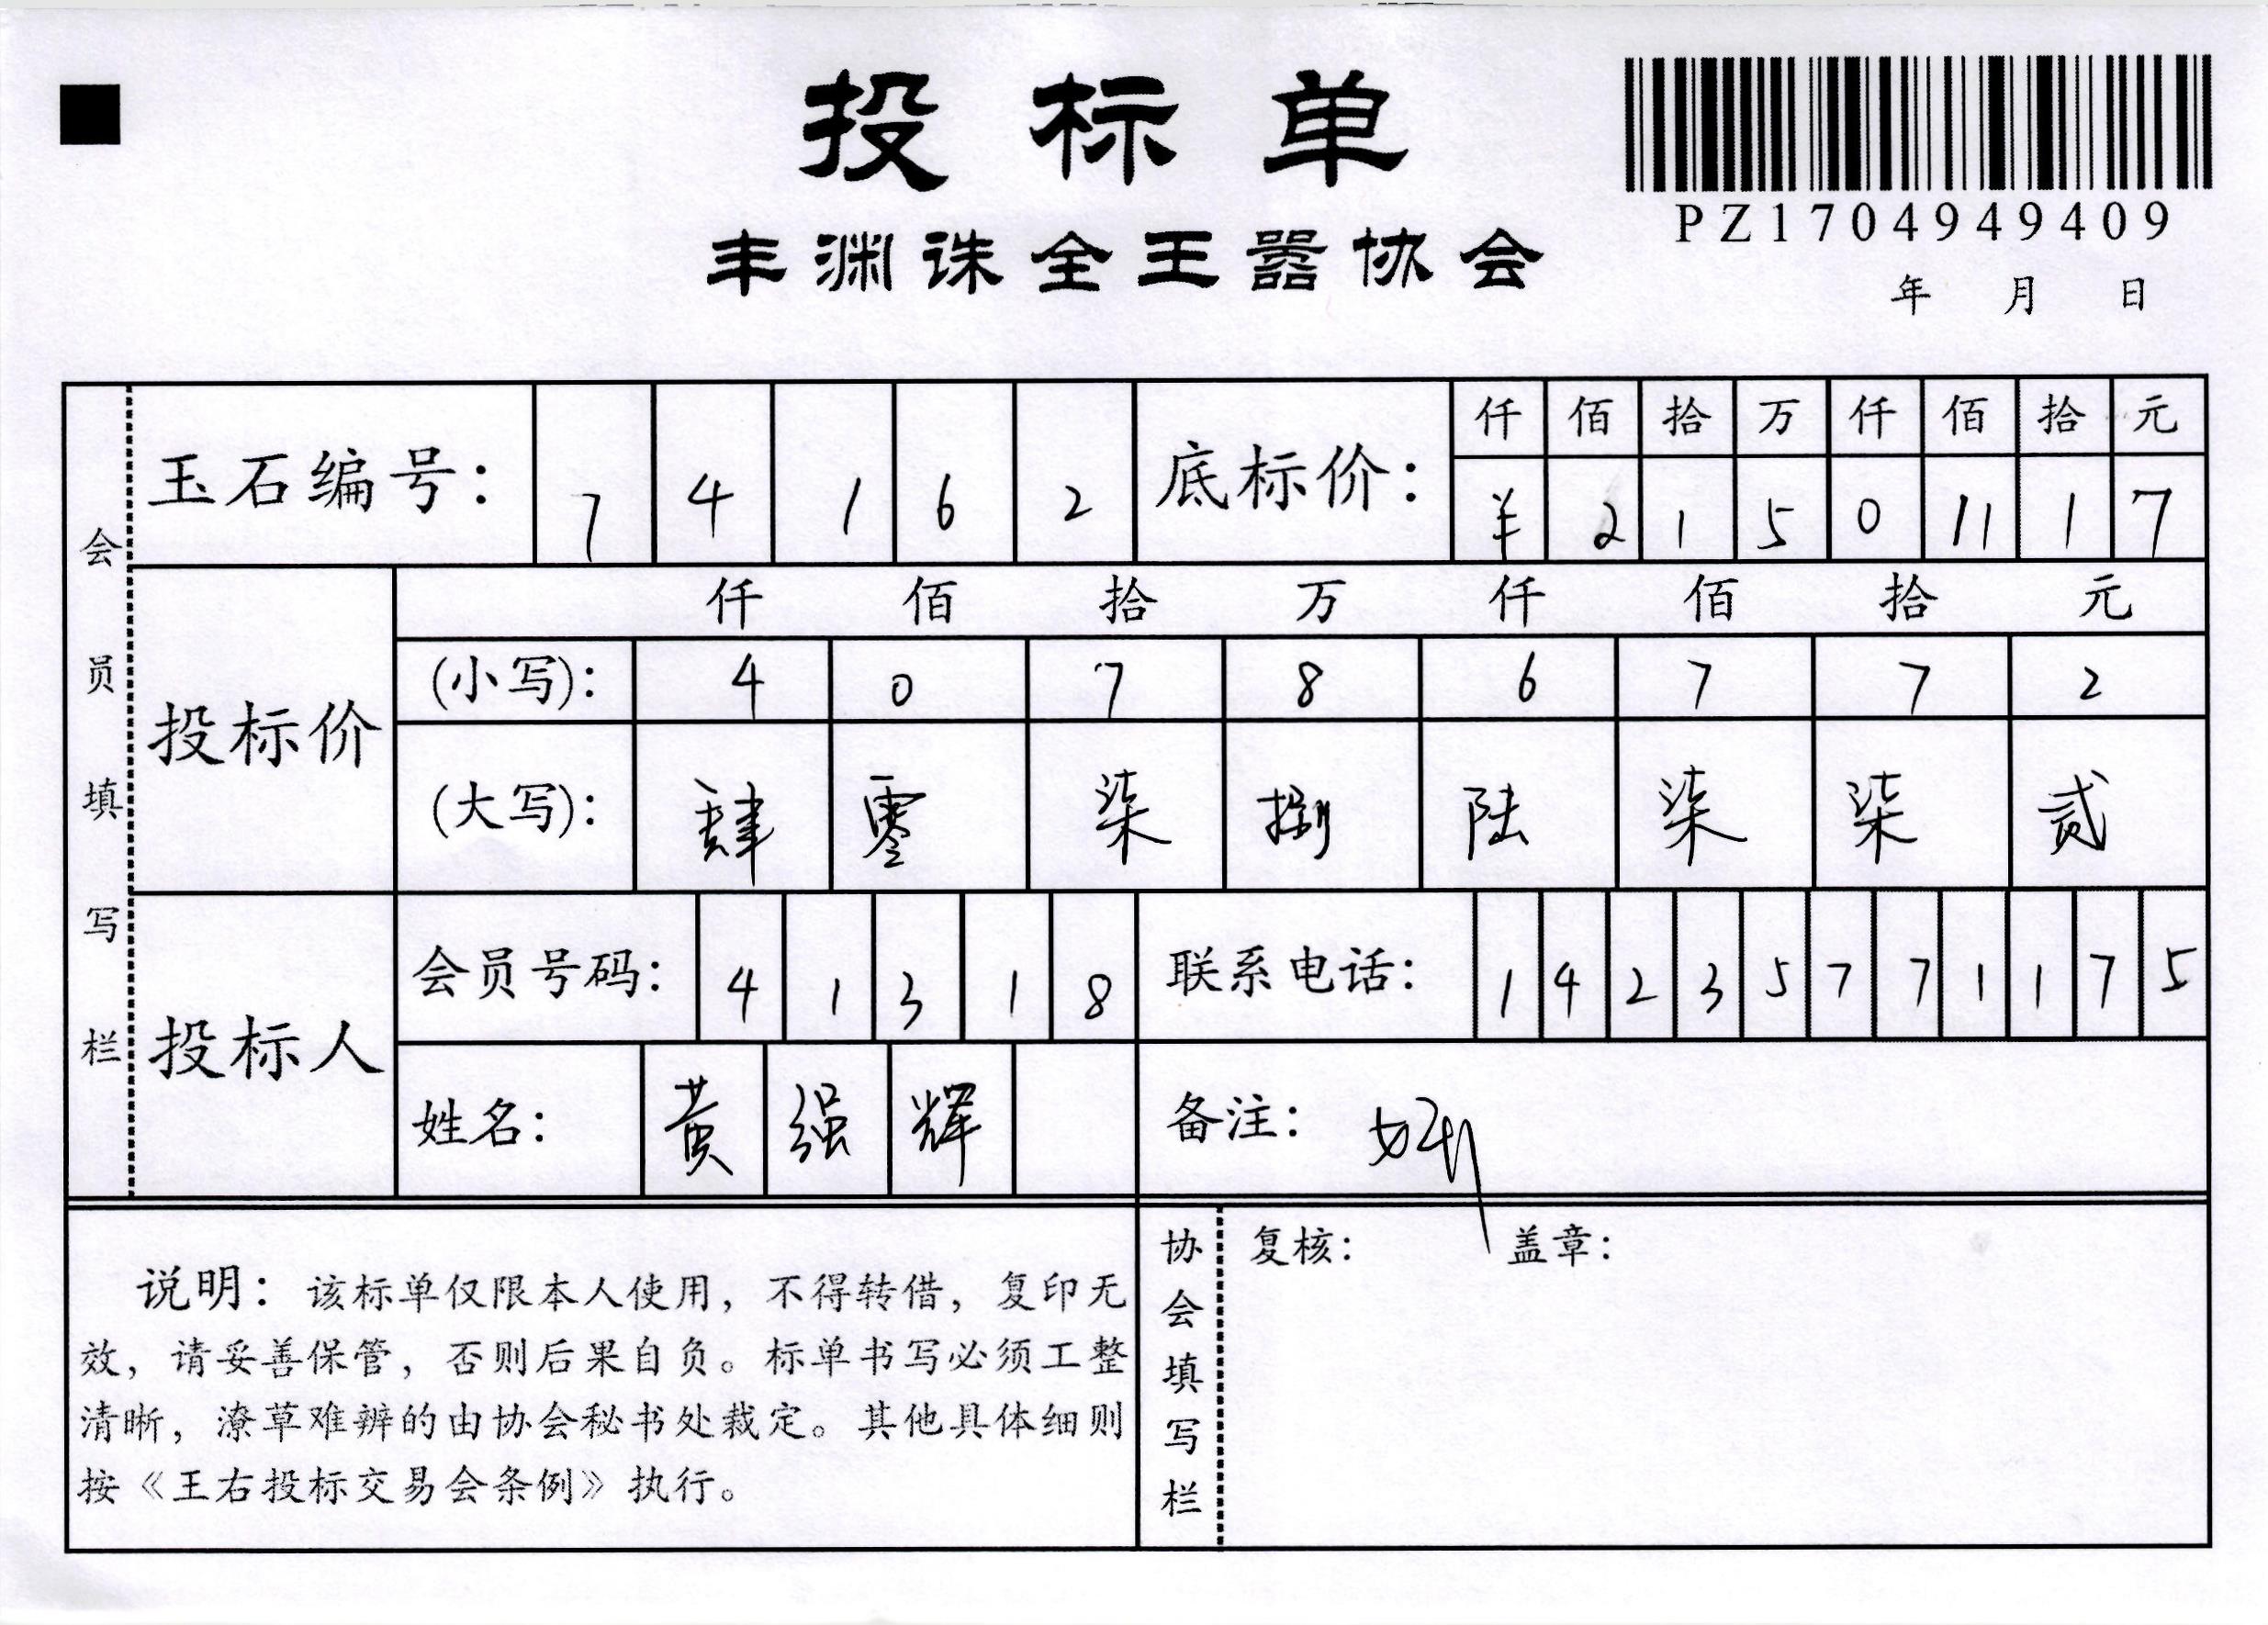 投标单
PZ1704949409
丰渊诛全王嚣协会
年 月 日
会员填写栏
玉石编号： 7 4 1 6 2
底标价： 仟 佰 拾 万 仟 佰 拾 元
¥ 2 1 5 0 11 1 7
投标价
仟 佰 拾 万 仟 佰 拾 元
(小写)： 4 0 7 8 6 7 7 2
(大写)： 肆 零 柒 捌 陆 柒 柒 贰
投标人
会员号码： 4 1 3 1 8
联系电话： 1 4 2 3 5 7 7 1 1 7 5
姓名： 黄 强 辉
备注：
说明：该标单仅限本人使用，不得转借，复印无
效，请妥善保管，否则后果自负。标单书写必须工整
清晰，潦草难辨的由协会秘书处裁定。其他具体细则
按《王右投标交易会条例》执行。
协会填写栏
复核： 盖章：